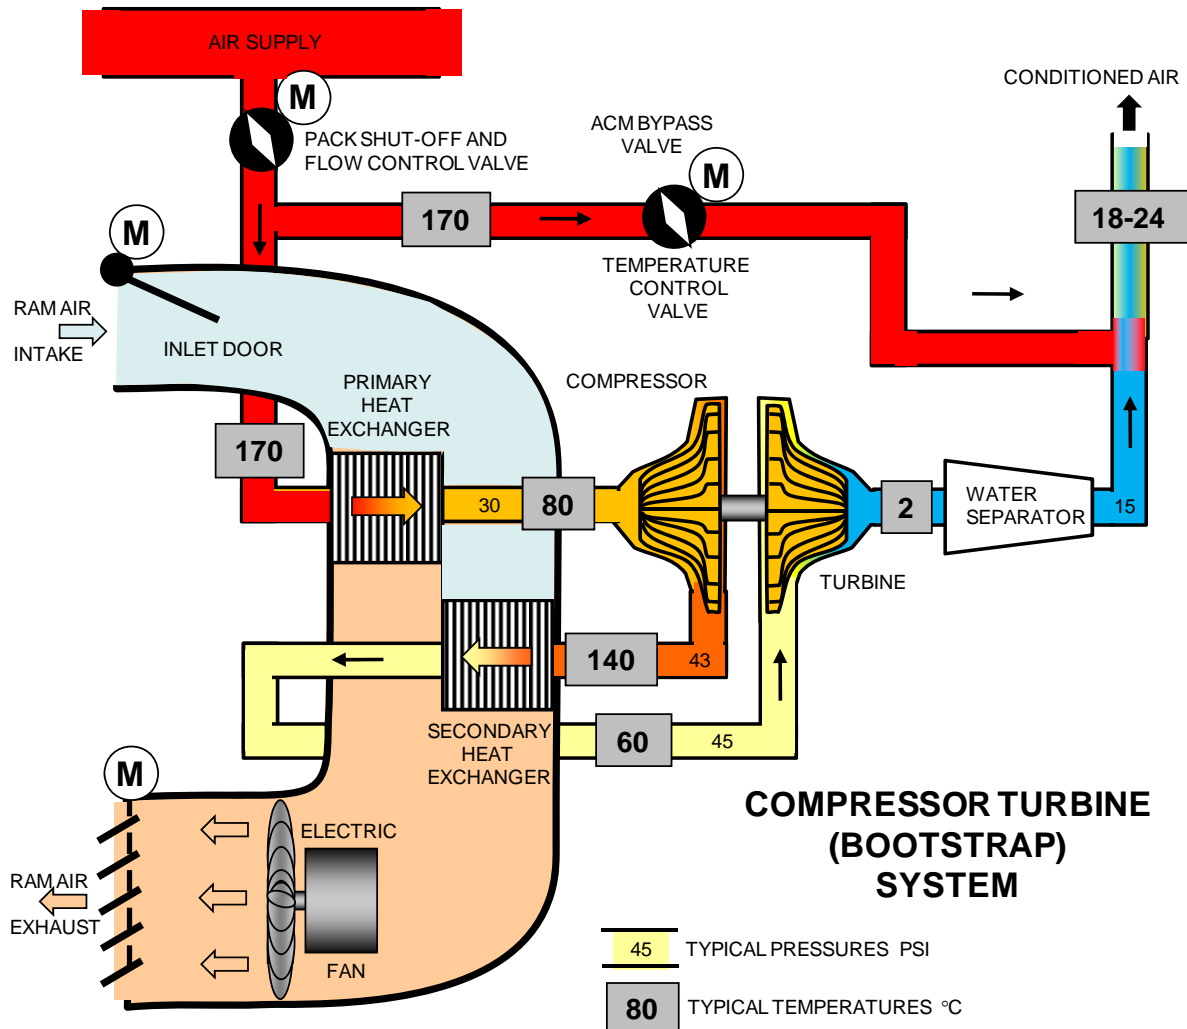 AIR SUPPLY
M
PACK SHUT-OFF AND
FLOW CONTROL VALVE
ACM BYPASS
VALVE
M
CONDITIONED AIR
170
18-24
M
TEMPERATURE
CONTROL
VALVE
RAM AIR
INTAKE
INLET DOOR
PRIMARY
HEAT
EXCHANGER
COMPRESSOR
170
30
80
2
WATER
SEPARATOR
15
TURBINE
140
43
60
45
SECONDARY
HEAT
EXCHANGER
M
ELECTRIC
FAN
RAM AIR
EXHAUST
COMPRESSOR TURBINE
(BOOTSTRAP)
SYSTEM
45 TYPICAL PRESSURES PSI
80 TYPICAL TEMPERATURES °C